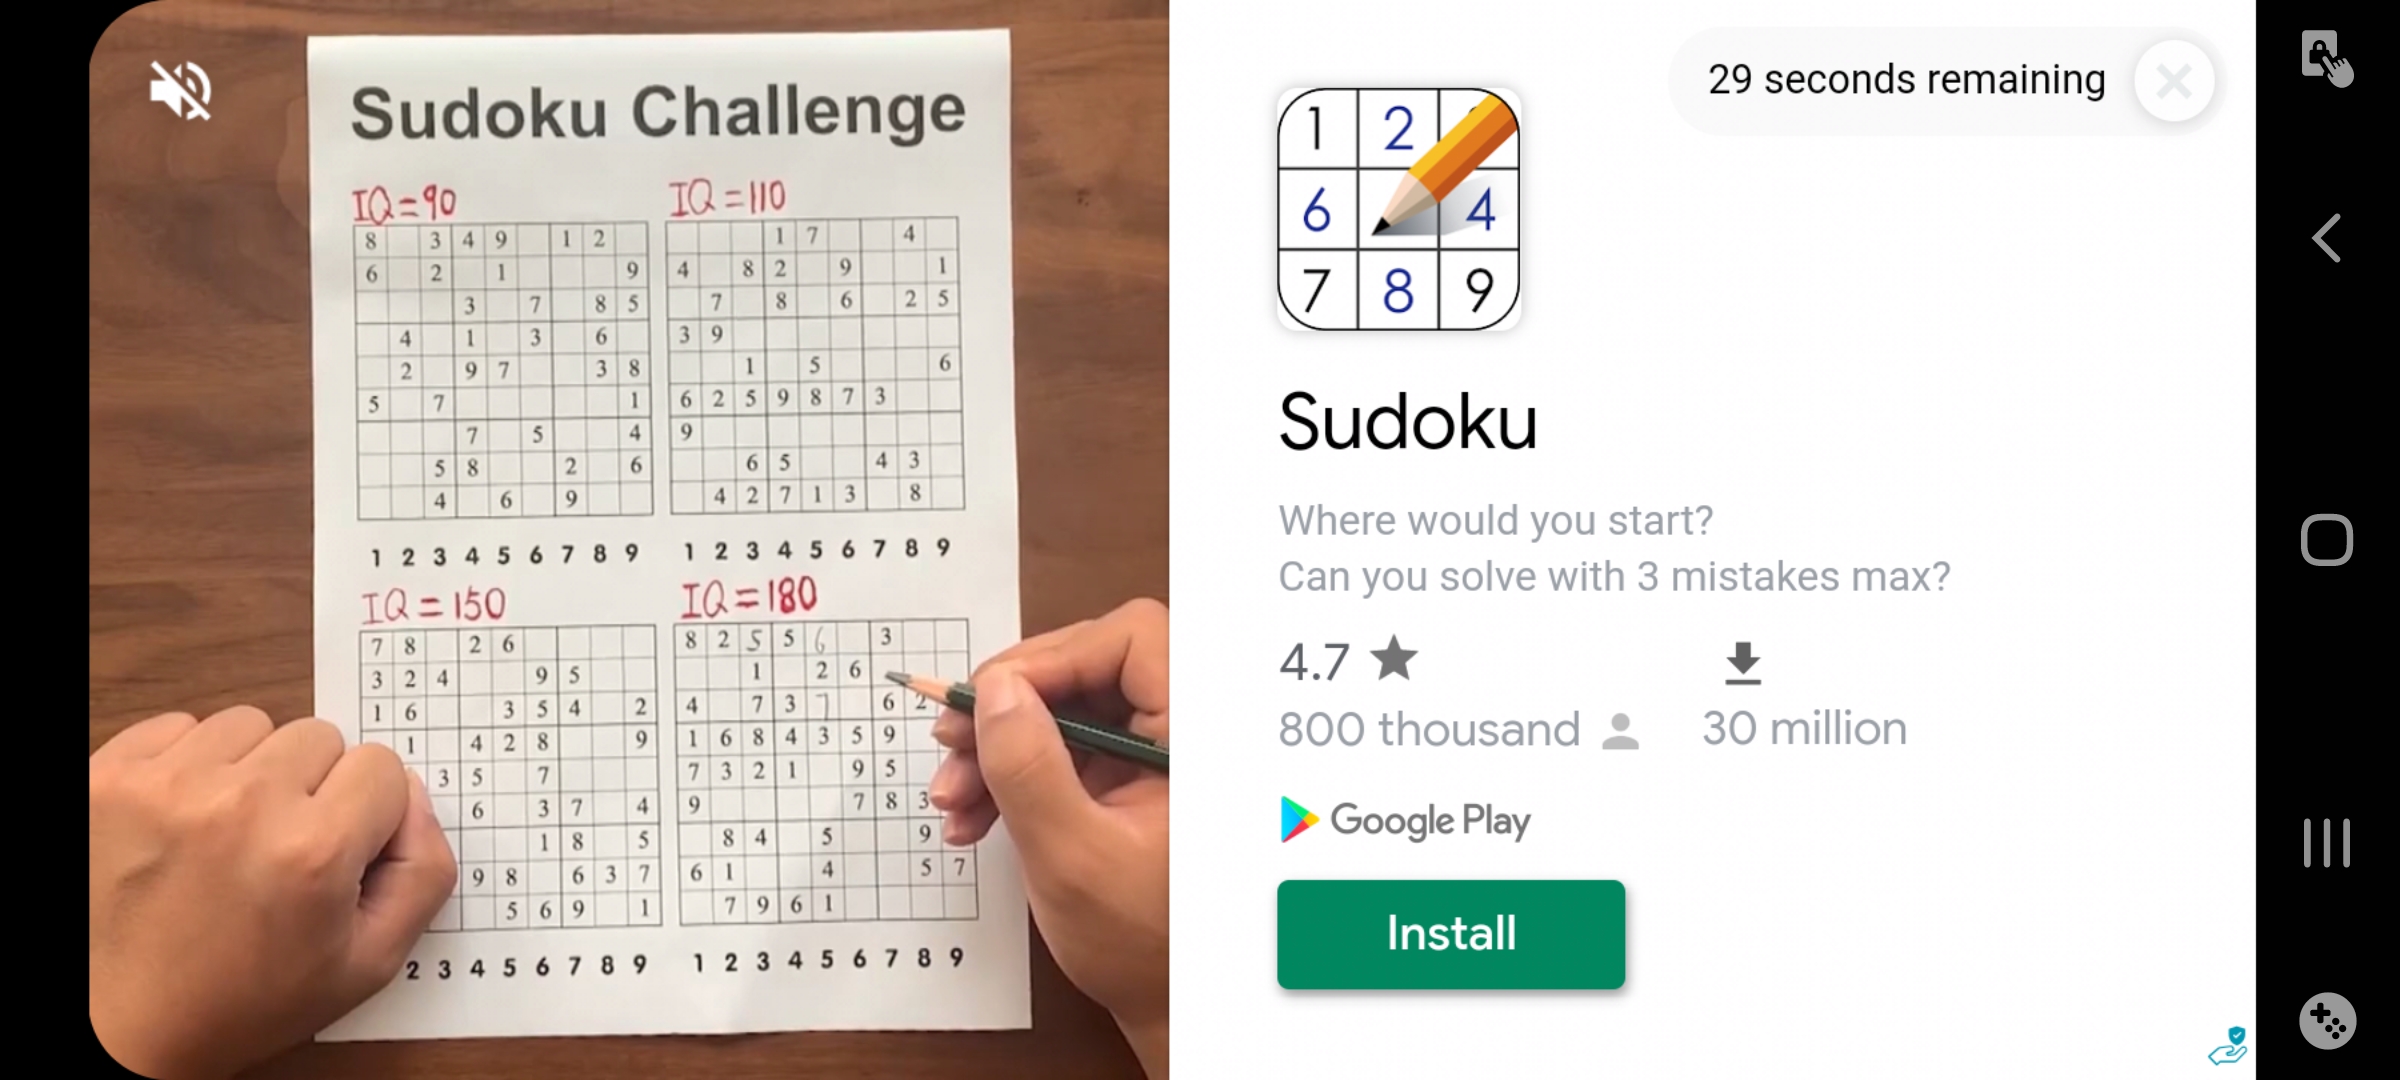 29 seconds remaining
Sudoku Challenge
IQ=90
8 3 4 9 1 2
6 2 1 9
3 7 8 5
4 1 3 6
2 9 7 3 8
5 7 1
7 5 4
5 8 2 6
4 6 9
1 2 3 4 5 6 7 8 9
IQ=110
1 7 4
4 8 2 9 1
7 8 6 2 5
3 9
1 5 6
6 2 5 9 8 7 3
9
6 5 4 3
4 2 7 1 3 8
1 2 3 4 5 6 7 8 9
IQ=150
7 8 2 6
3 2 4 9 5
1 6 3 5 4 2
1 4 2 8 9
3 5 7
6 3 7 4
1 8 5
9 8 6 3 7
5 6 9 1
2 3 4 5 6 7 8 9
IQ=180
8 2 5 5 6 3
1 2 6
4 7 3 7 6 2
1 6 8 4 3 5 9
7 3 2 1 9 5
9 7 8 3
8 4 5 9
6 1 4 5 7
7 9 6 1
1 2 3 4 5 6 7 8 9
1 2
6 4
7 8 9
Sudoku
Where would you start?
Can you solve with 3 mistakes max?
4.7
800 thousand
30 million
Google Play
Install